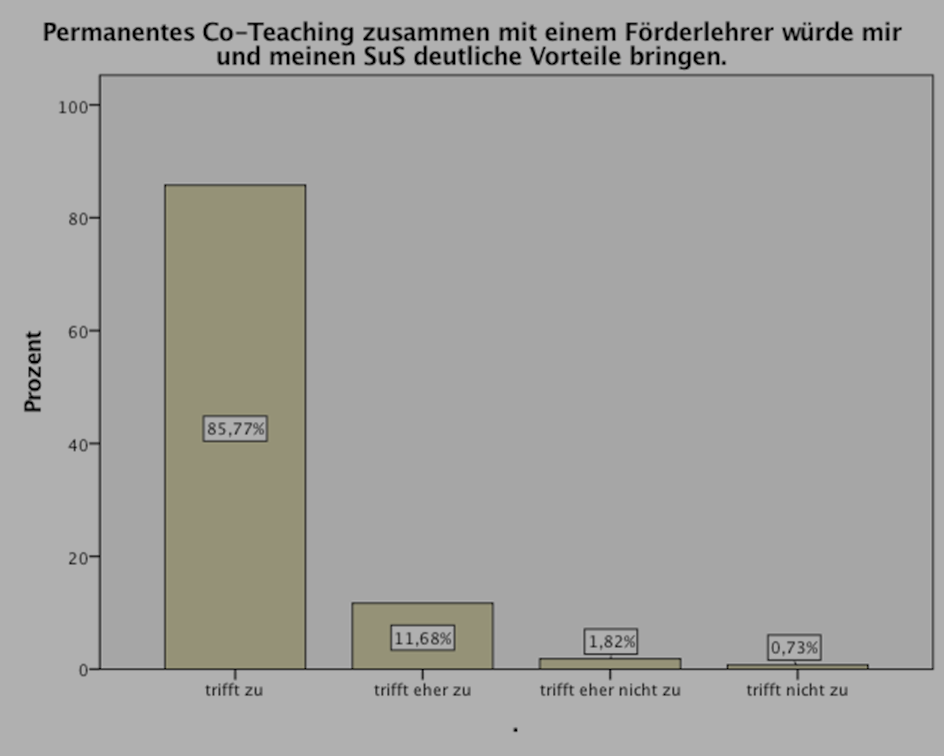 Permanentes Co-Teaching zusammen mit einem Förderlehrer würde mir
und meinen SuS deutliche Vorteile bringen.
Prozent
100
80
60
40
20
0
85,77%
11,68%
1,82%
0,73%
trifft zu
trifft eher zu
trifft eher nicht zu
trifft nicht zu
.